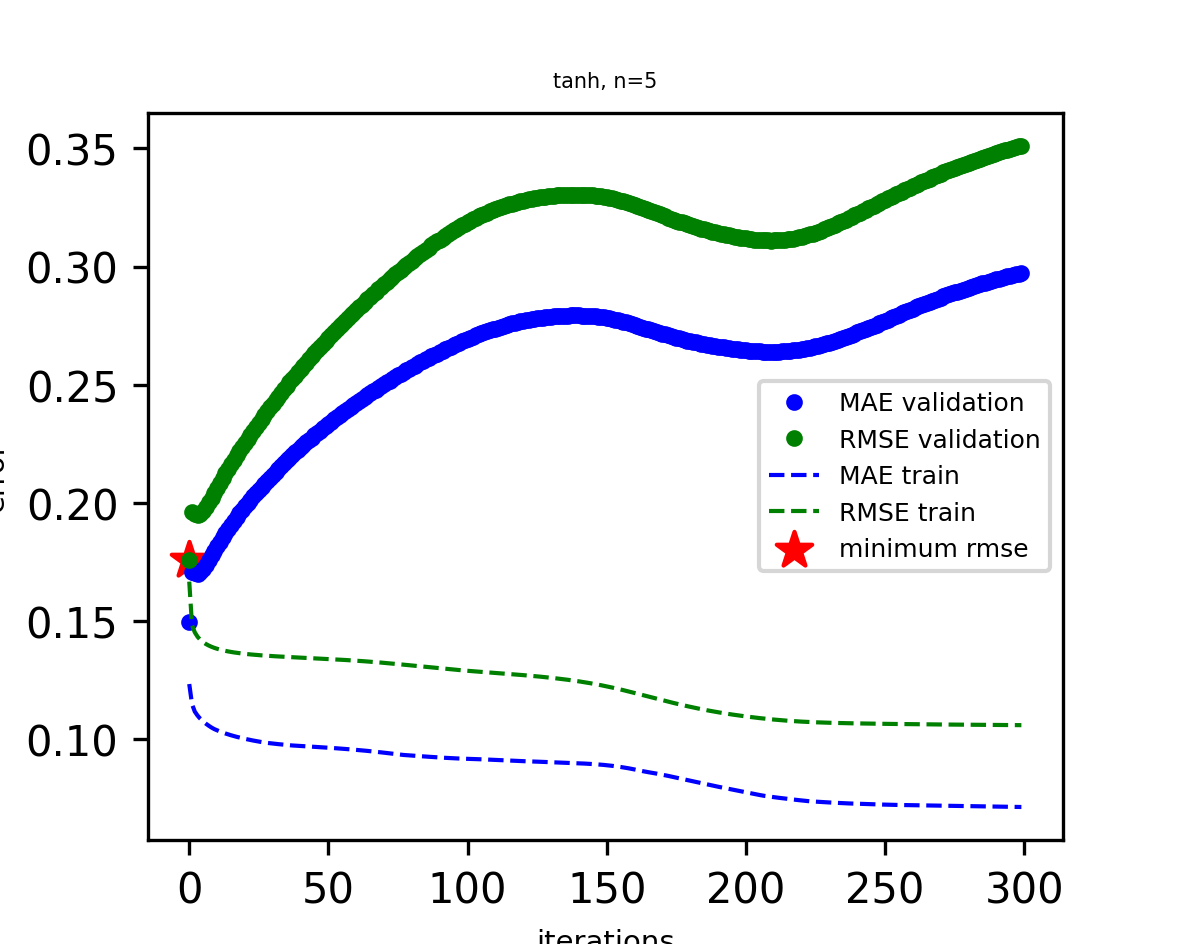 tanh, n=5
0.35
0.30
0.25
0.20
0.15
0.10
MAE validation
RMSE validation
MAE train
RMSE train
minimum rmse
0 50 100 150 200 250 300
iterations